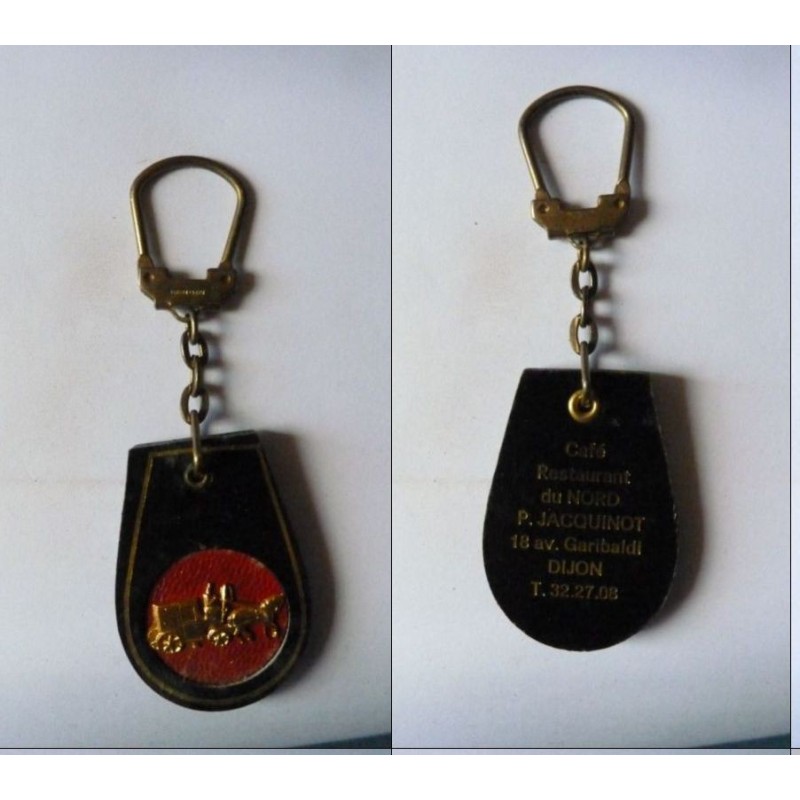 Café
Restaurant
du NORD
P. JACQUINOT
18 av. Garibaldi
DIJON
T. 32.27.08